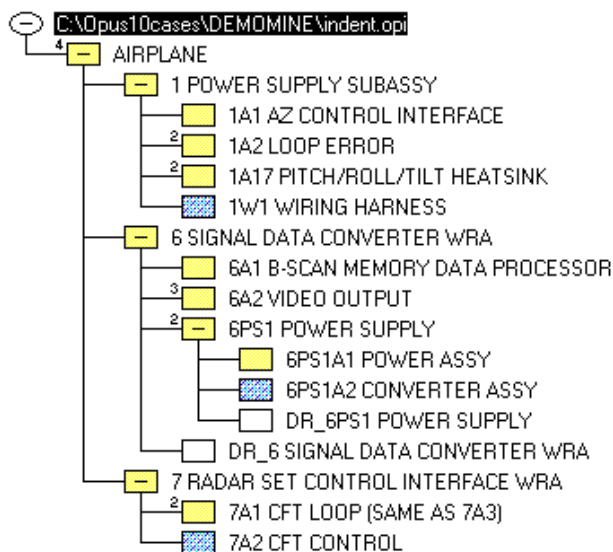 C:\Opus10cases\DEMOMINE\indent.opi
4 AIRPLANE
1 POWER SUPPLY SUBASSY
1A1 AZ CONTROL INTERFACE
2 1A2 LOOP ERROR
2 1A17 PITCH/ROLL/TILT HEATSINK
1W1 WIRING HARNESS
6 SIGNAL DATA CONVERTER WRA
6A1 B-SCAN MEMORY DATA PROCESSOR
3 6A2 VIDEO OUTPUT
2 6PS1 POWER SUPPLY
6PS1A1 POWER ASSY
6PS1A2 CONVERTER ASSY
DR_6PS1 POWER SUPPLY
DR_6 SIGNAL DATA CONVERTER WRA
7 RADAR SET CONTROL INTERFACE WRA
2 7A1 CFT LOOP (SAME AS 7A3)
7A2 CFT CONTROL